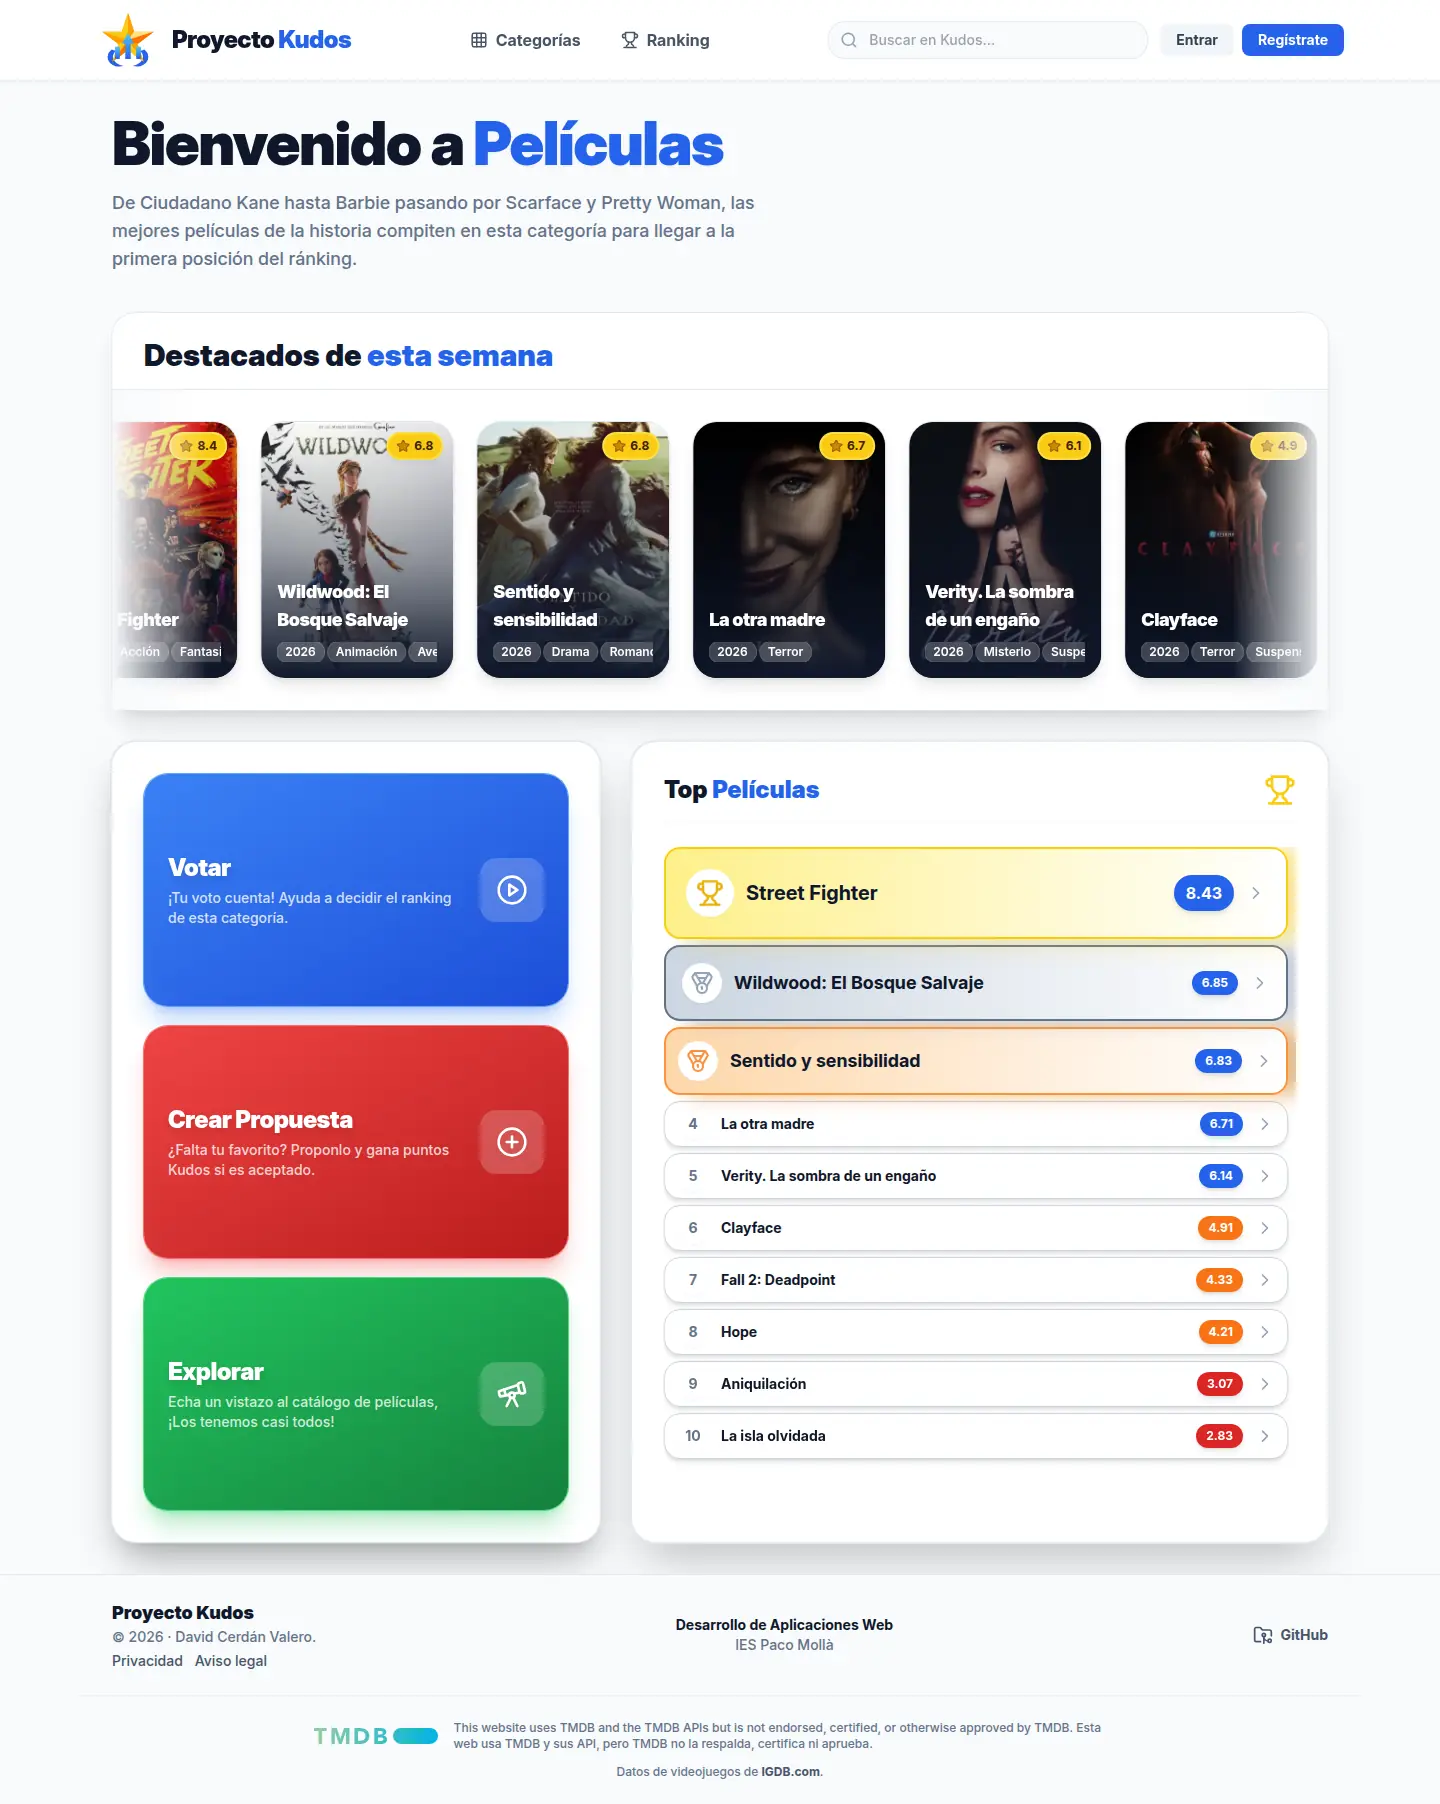 Proyecto Kudos
Categorías
Ranking
Buscar en Kudos...
Entrar
Regístrate
Bienvenido a Películas
De Ciudadano Kane hasta Barbie pasando por Scarface y Pretty Woman, las
mejores películas de la historia compiten en esta categoría para llegar a la
primera posición del ránking.
Destacados de esta semana
8.4
Fighter
Acción
Fantasi
WILDWO
6.8
Wildwood: El
Bosque Salvaje
2026
Animación
Ave
6.8
Sentido y
sensibilidad
2026
Drama
Romanc
6.7
La otra madre
2026
Terror
6.1
Verity. La sombra
de un engaño
2026
Misterio
Suspe
4.9
CLAYFAC
Clayface
2026
Terror
Suspens
Votar
¡Tu voto cuenta! Ayuda a decidir el ranking
de esta categoría.
Crear Propuesta
¿Falta tu favorito? Proponlo y gana puntos
Kudos si es aceptado.
Explorar
Echa un vistazo al catálogo de películas,
¡Los tenemos casi todos!
Top Películas
Street Fighter
8.43
Wildwood: El Bosque Salvaje
6.85
Sentido y sensibilidad
6.83
4 La otra madre 6.71
5 Verity. La sombra de un engaño 6.14
6 Clayface 4.91
7 Fall 2: Deadpoint 4.33
8 Hope 4.21
9 Aniquilación 3.07
10 La isla olvidada 2.83
Proyecto Kudos
© 2026 · David Cerdán Valero.
Privacidad Aviso legal
Desarrollo de Aplicaciones Web
IES Paco Mollà
GitHub
TMDB
This website uses TMDB and the TMDB APIs but is not endorsed, certified, or otherwise approved by TMDB. Esta
web usa TMDB y sus API, pero TMDB no la respalda, certifica ni aprueba.
Datos de videojuegos de IGDB.com.